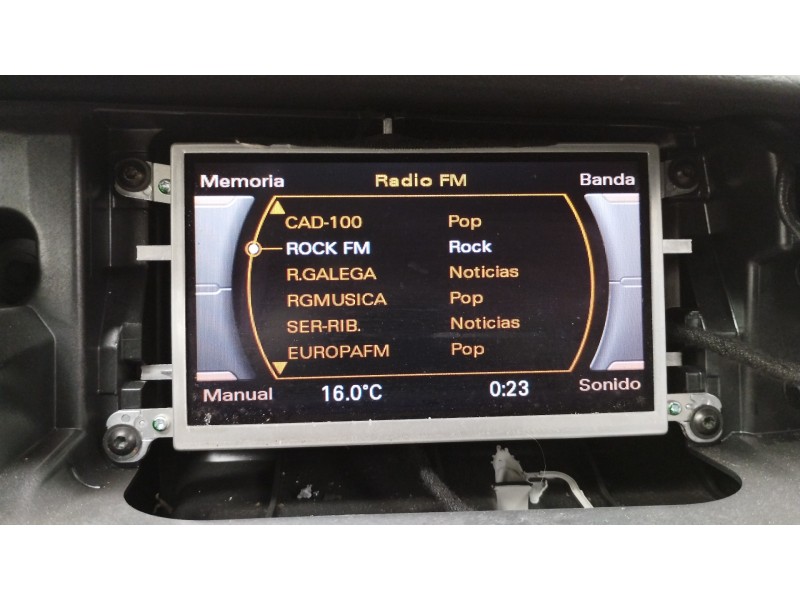 Memoria Radio FM Banda
CAD-100 Pop
ROCK FM Rock
R.GALEGA Noticias
RGMUSICA Pop
SER-RIB. Noticias
EUROPAFM Pop
Manual 16.0°C 0:23 Sonido